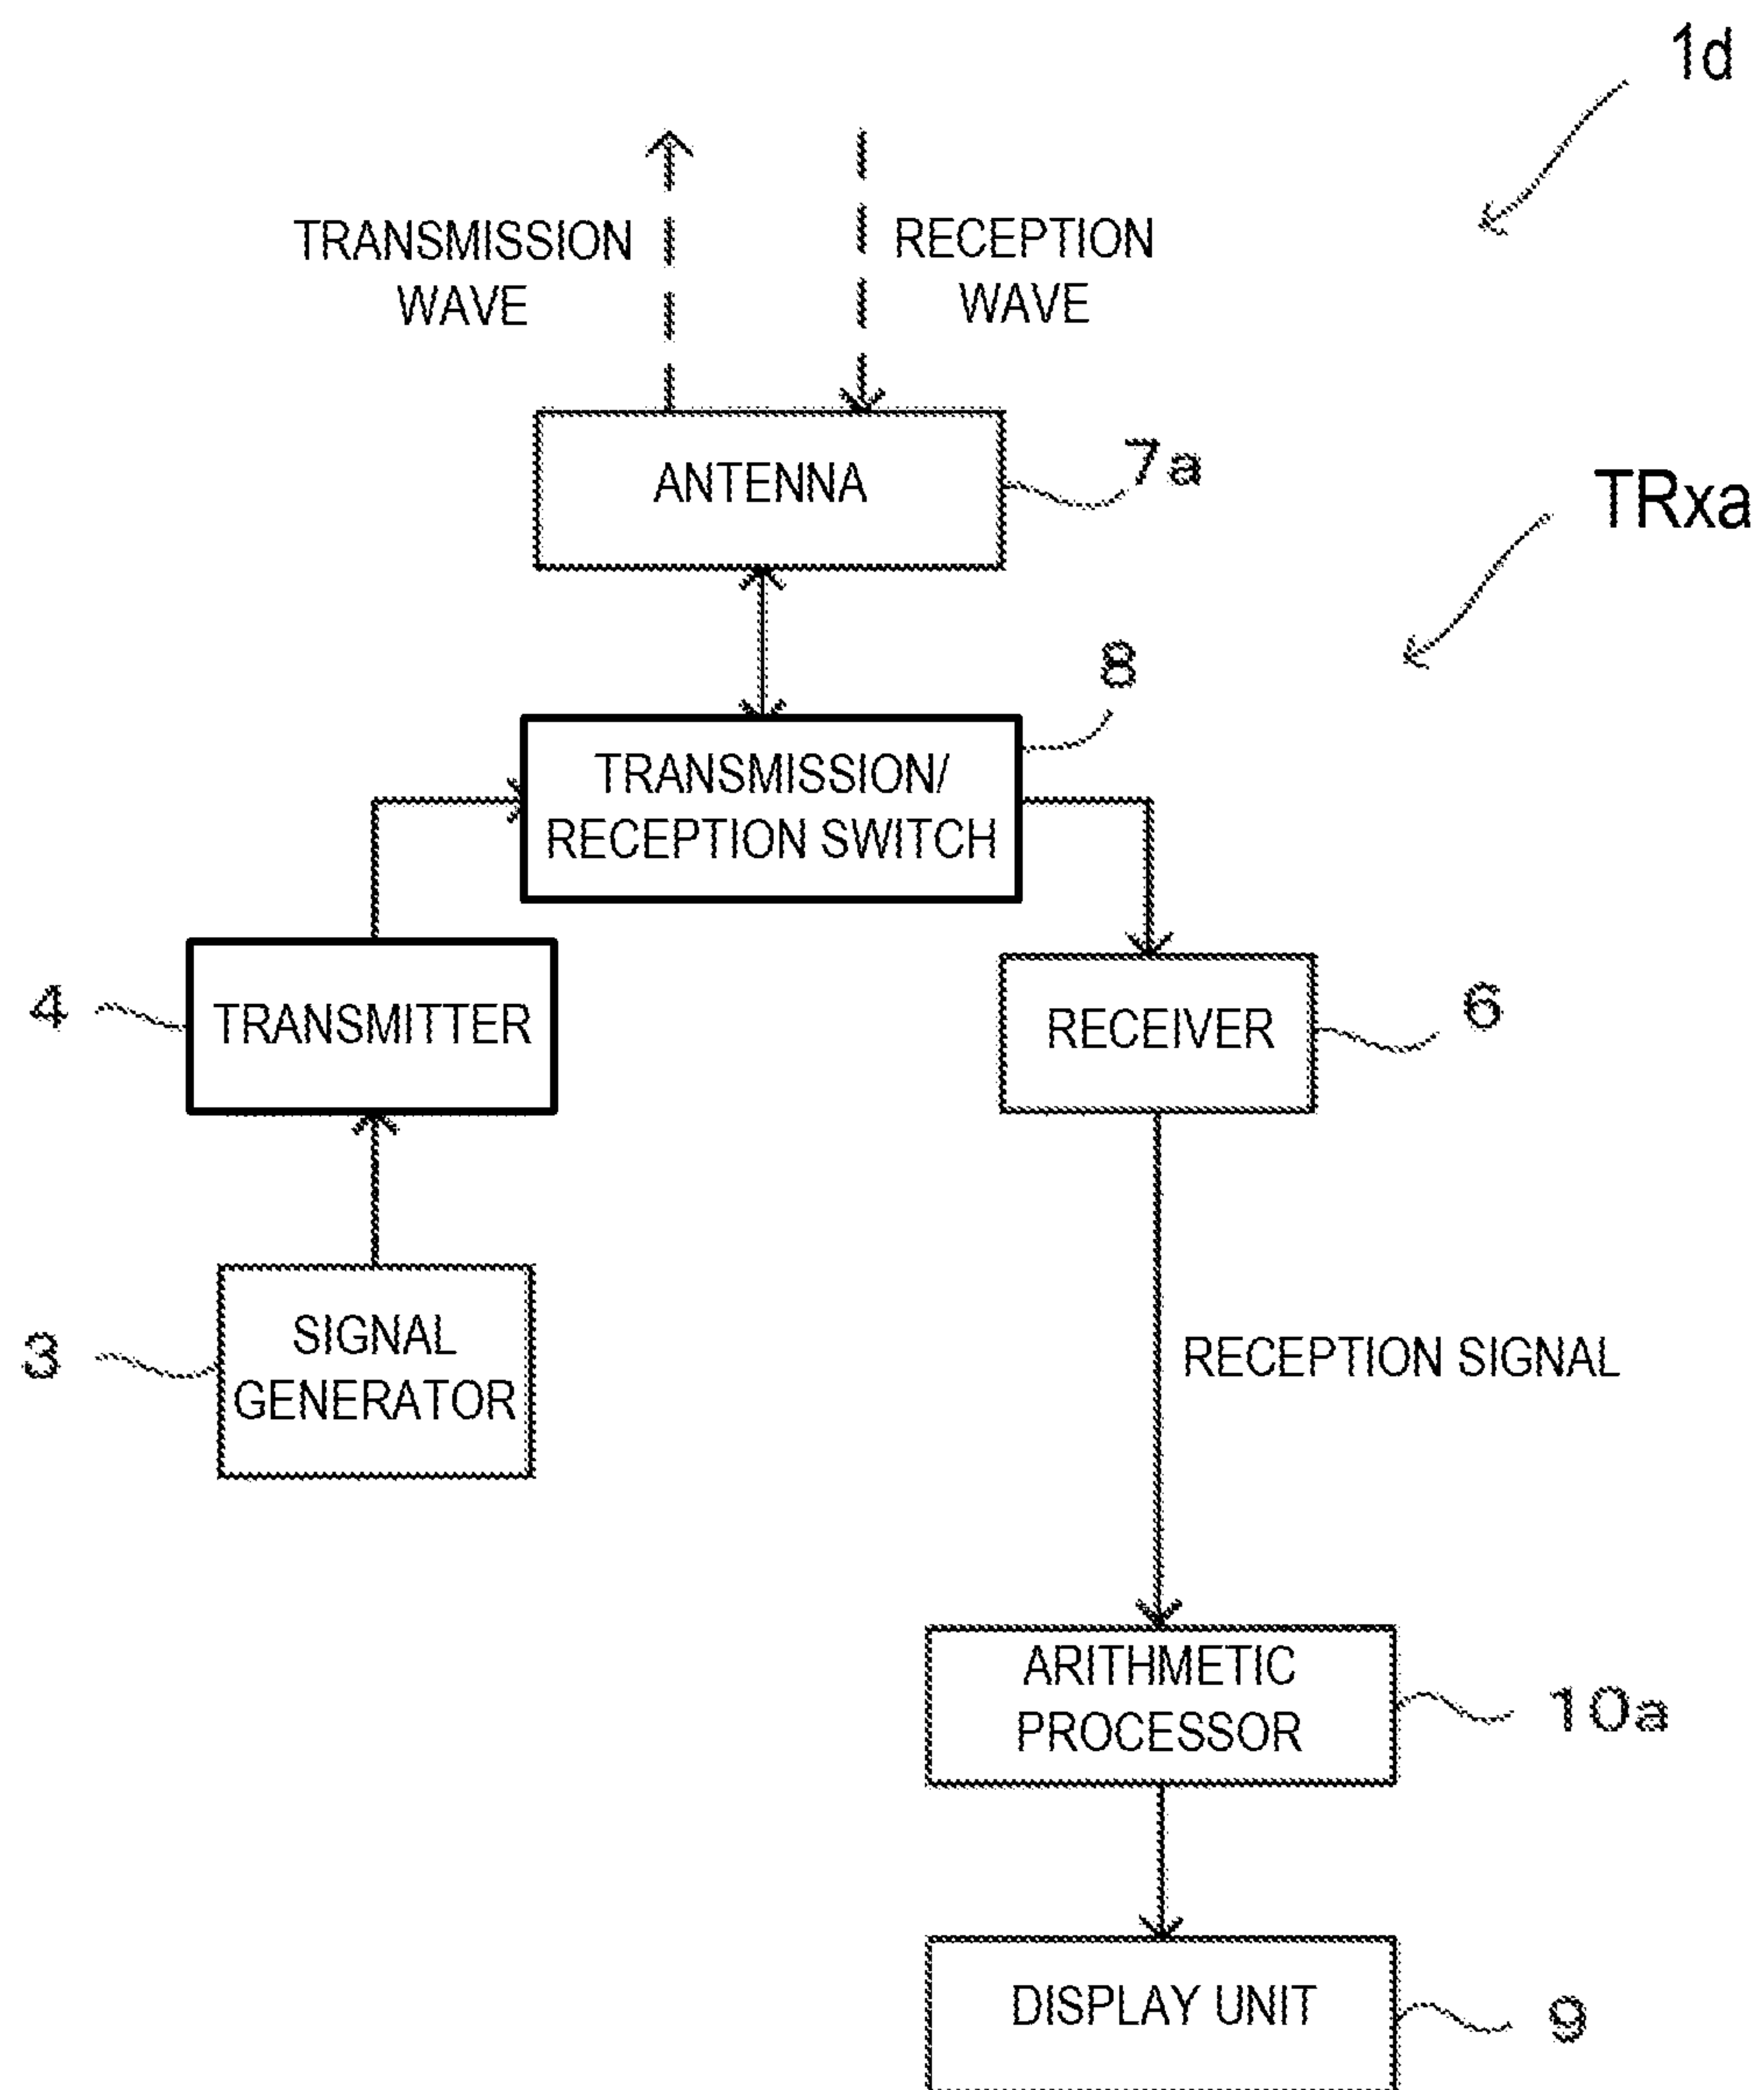 1d
TRANSMISSION
WAVE
RECEPTION
WAVE
ANTENNA
7a
TRxa
8
TRANSMISSION/
RECEPTION SWITCH
4
TRANSMITTER
RECEIVER
6
3
SIGNAL
GENERATOR
RECEPTION SIGNAL
ARITHMETIC
PROCESSOR
10a
DISPLAY UNIT
9